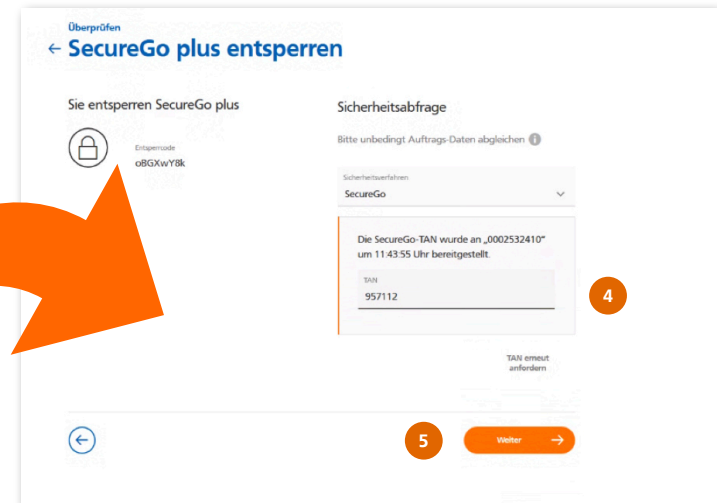 Überprüfen
SecureGo plus entsperren
Sie entsperren SecureGo plus
Entsperrcode
oBGXwY8k
Sicherheitsabfrage
Bitte unbedingt Auftrags-Daten abgleichen i
Sicherheitsverfahren
SecureGo
Die SecureGo-TAN wurde an „0002532410“
um 11:43:55 Uhr bereitgestellt.
TAN
957112
4
TAN erneut
anfordern
5
Weiter